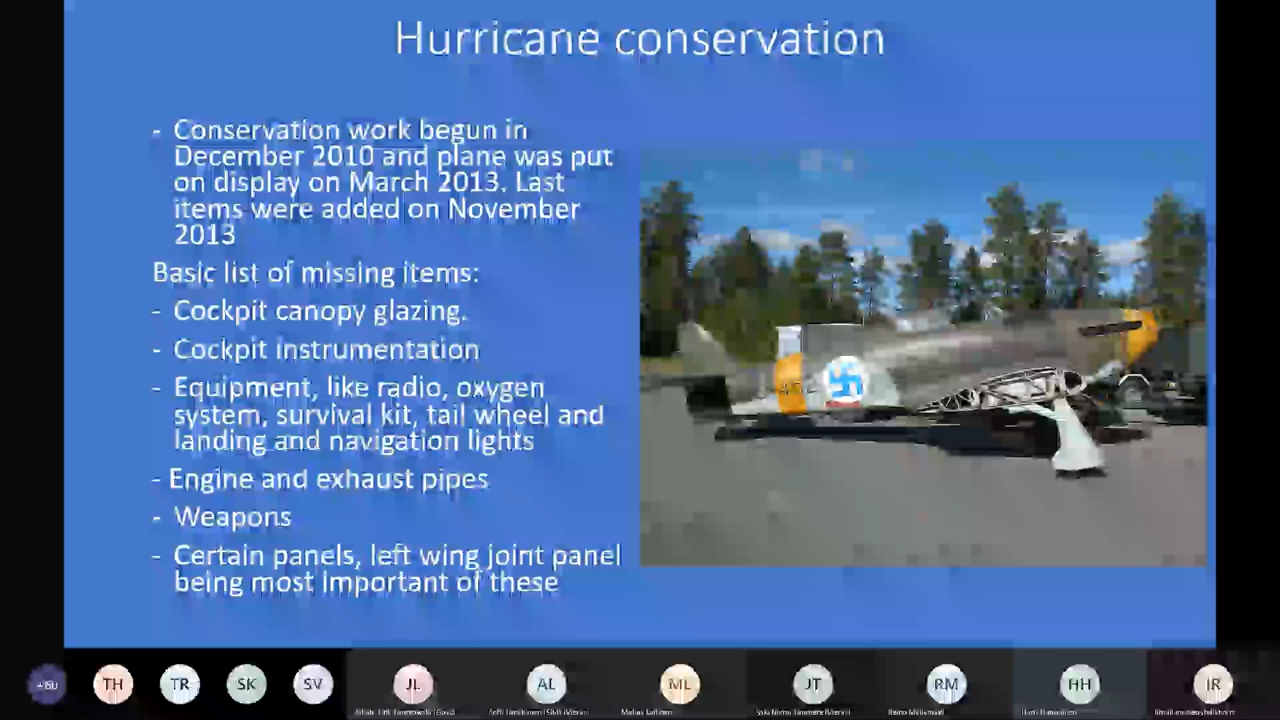 Hurricane conservation
- Conservation work begun in
December 2010 and plane was put
on display on March 2013. Last
items were added on November
2013
Basic list of missing items:
- Cockpit canopy glazing.
- Cockpit instrumentation
- Equipment, like radio, oxygen
system, survival kit, tail wheel and
landing and navigation lights
- Engine and exhaust pipes
- Weapons
- Certain panels, left wing joint panel
being most important of these
TH TR SK SV JL AL ML JT RM HH IR